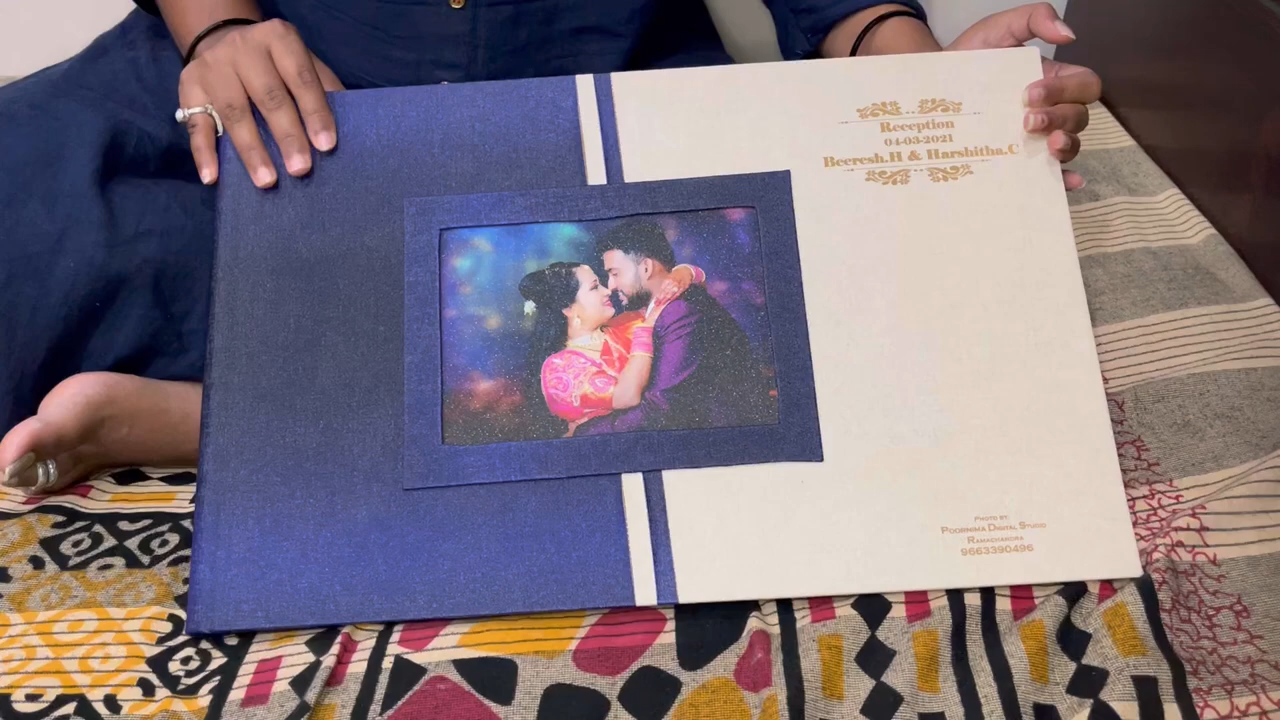 Reception
04-03-2021
Beeresh.H & Harshitha.C
Photo by:
Poornima Digital Studio
Ramachandra
9663390496